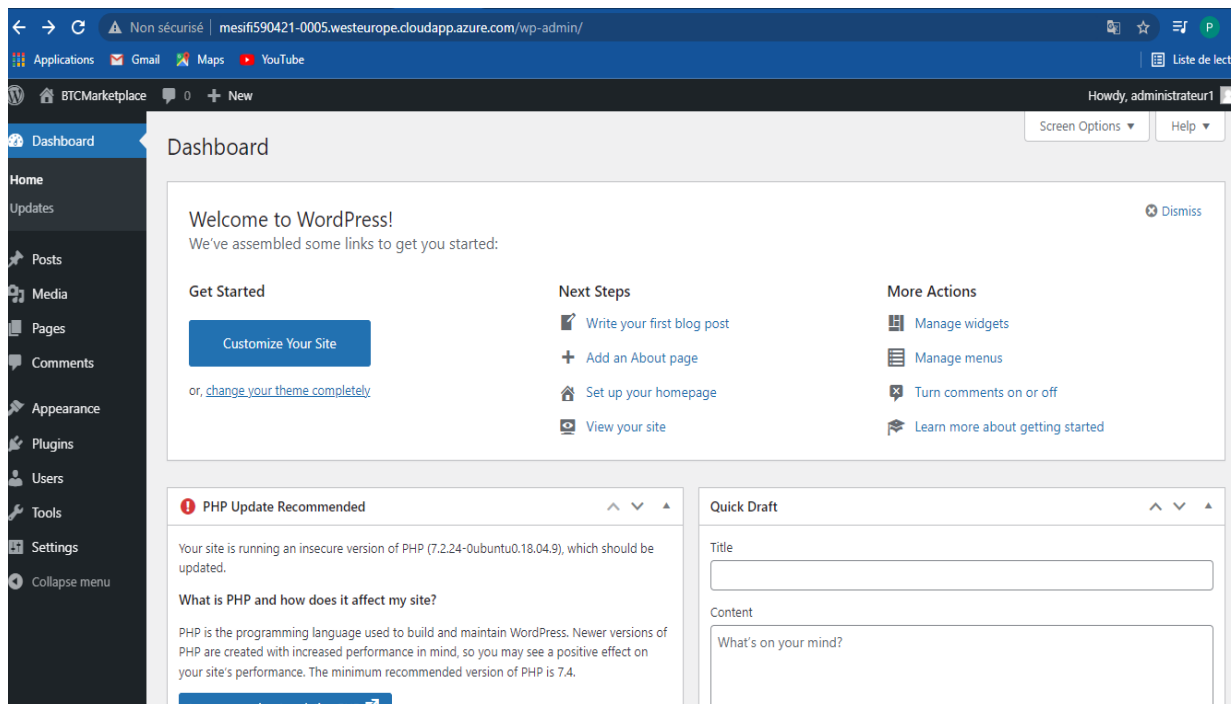 Non sécurisé | mesifi590421-0005.westeurope.cloudapp.azure.com/wp-admin/
P
Applications Gmail Maps YouTube
Liste de lect
BTCMarketplace 0 New
Howdy, administrateur1
Dashboard
Home
Updates
Posts
Media
Pages
Comments
Appearance
Plugins
Users
Tools
Settings
Collapse menu
Screen Options ▼
Help ▼
Dashboard
Welcome to WordPress!
Dismiss
We've assembled some links to get you started:
Get Started
Customize Your Site
or, change your theme completely
Next Steps
Write your first blog post
Add an About page
Set up your homepage
View your site
More Actions
Manage widgets
Manage menus
Turn comments on or off
Learn more about getting started
PHP Update Recommended
Your site is running an insecure version of PHP (7.2.24-0ubuntu0.18.04.9), which should be
updated.
What is PHP and how does it affect my site?
PHP is the programming language used to build and maintain WordPress. Newer versions of
PHP are created with increased performance in mind, so you may see a positive effect on
your site's performance. The minimum recommended version of PHP is 7.4.
Quick Draft
Title
Content
What's on your mind?